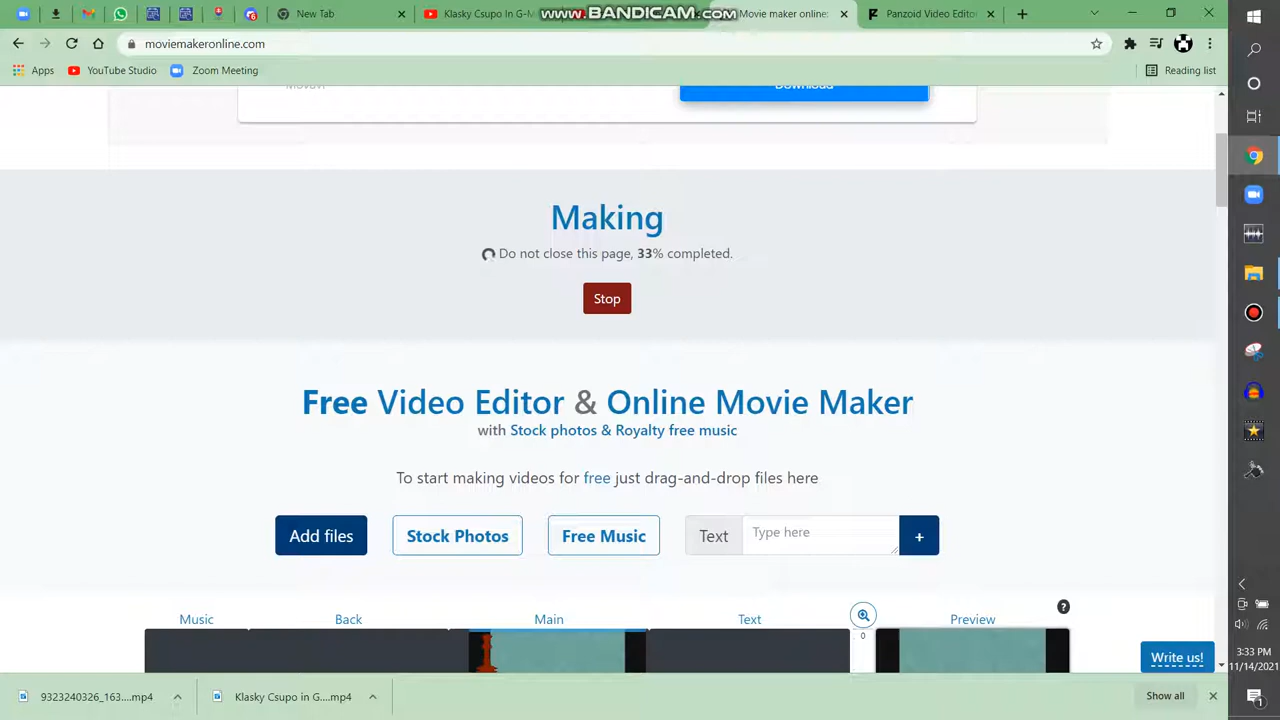 New Tab
Klasky Csupo in G-M
www.BANDICAM.com
Movie maker online:
Panzoid Video Editor
moviemakeronline.com
Apps
YouTube Studio
Zoom Meeting
Reading list
Movavi
Download
Making
Do not close this page, 33% completed.
Stop
Free Video Editor & Online Movie Maker
with Stock photos & Royalty free music
To start making videos for free just drag-and-drop files here
Add files
Stock Photos
Free Music
Text
Type here
+
Music
Back
Main
Text
Preview
?
0
Write us!
3:33 PM
11/14/2021
9323240326_163....mp4
Klasky Csupo in G....mp4
Show all
1